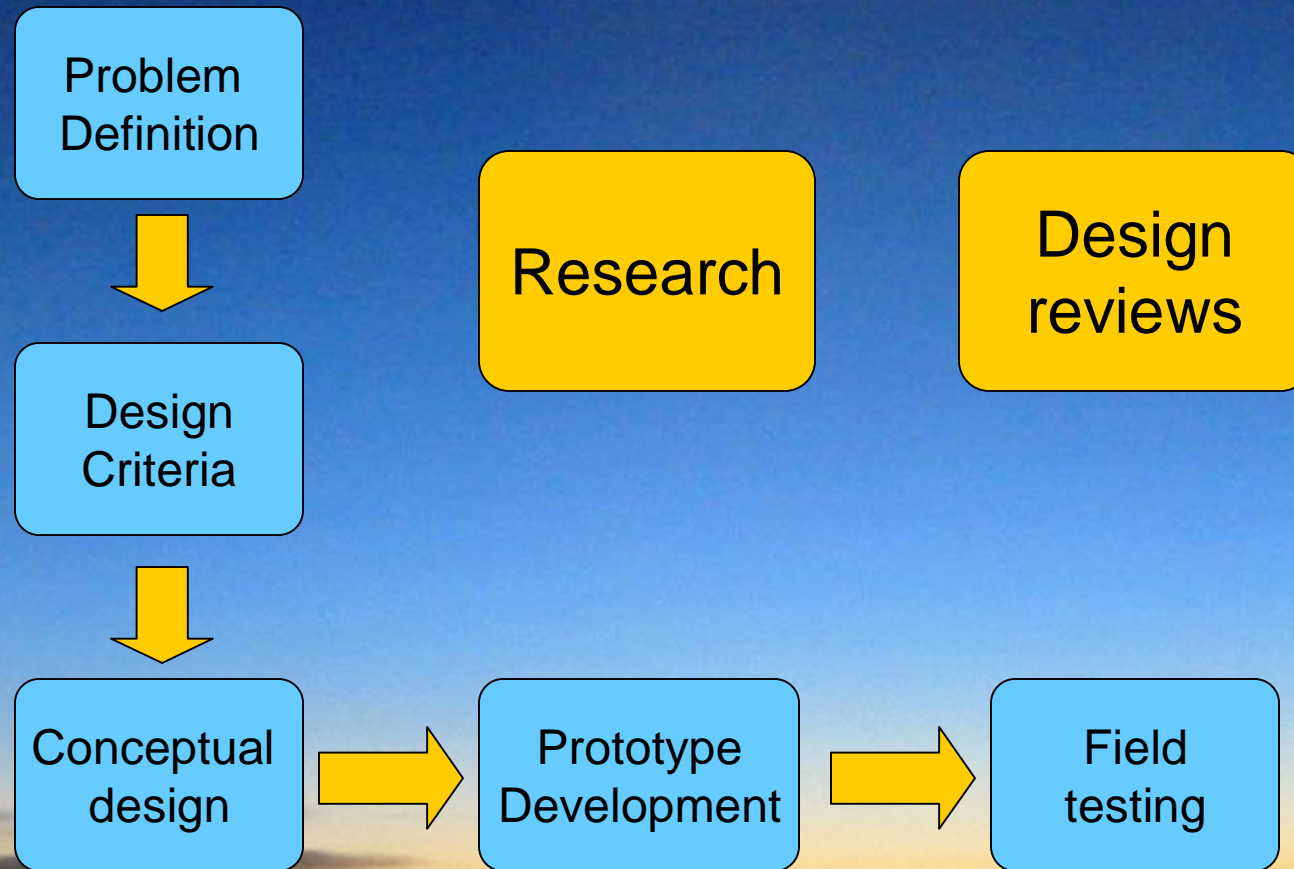 Problem
Definition
Research
Design
reviews
Design
Criteria
Conceptual
design
Prototype
Development
Field
testing